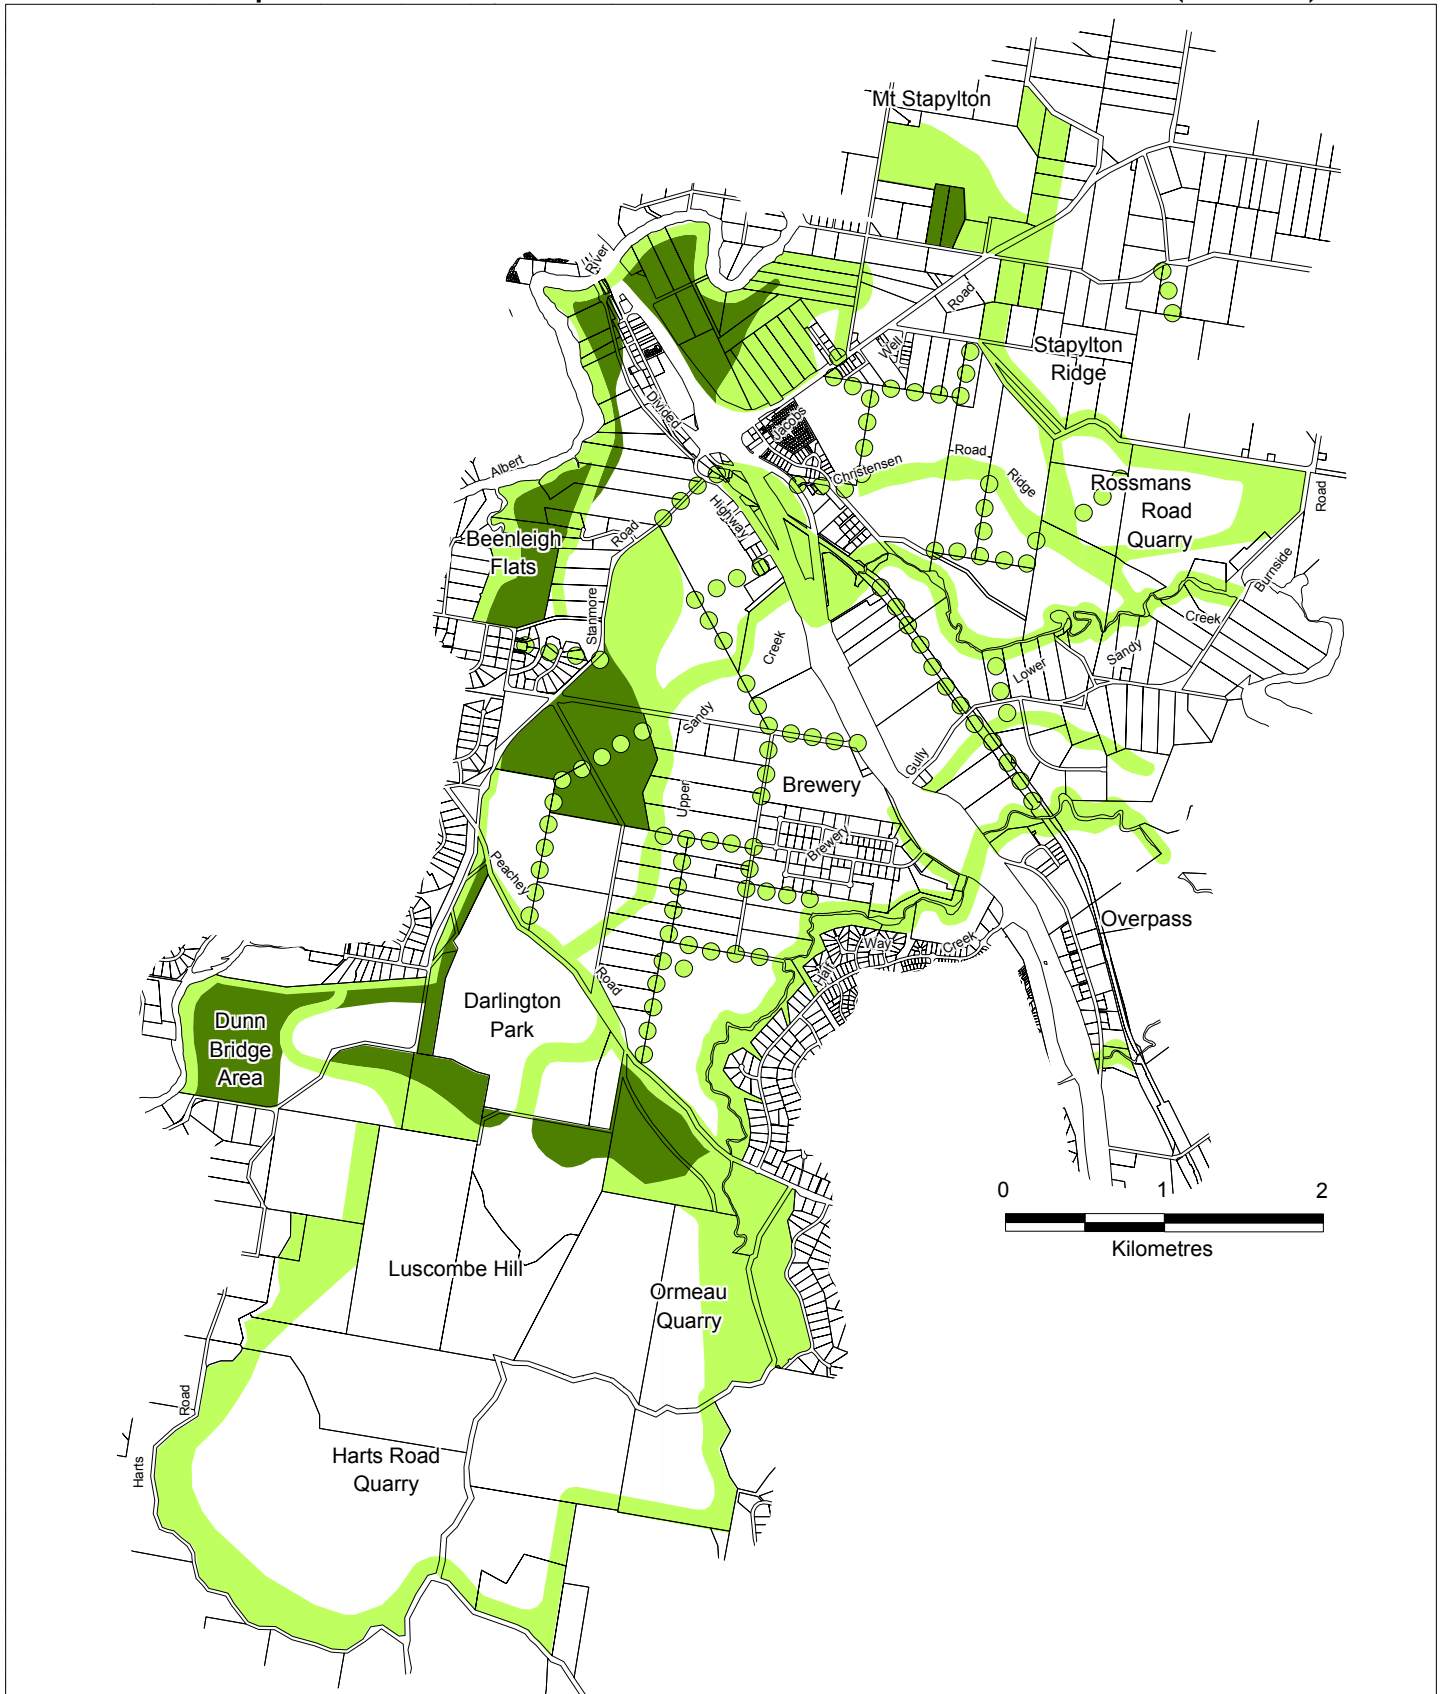 Mt Stapylton
River
Road
Well
Stapylton
Ridge
Divided
Jacobs
Albert
Christensen
Road
Ridge
Rossmans
Road
Quarry
Road
Highway
Beenleigh
Flats
Road
Burnside
Stanmore
Creek
Creek
Sandy
Lower
Sandy
Gully
Upper
Brewery
Brewery
Peachey
Overpass
Way
Creek
Halfi
Road
Darlington
Park
Dunn
Bridge
Area
0 1 2
Kilometres
Luscombe Hill
Ormeau
Quarry
Road
Harts Road
Quarry
Harts